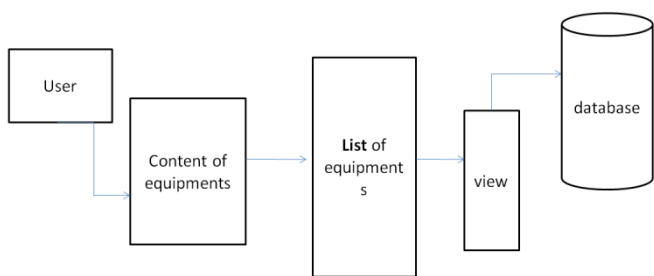 User
Content of
equipments
List of
equipment
s
view
database